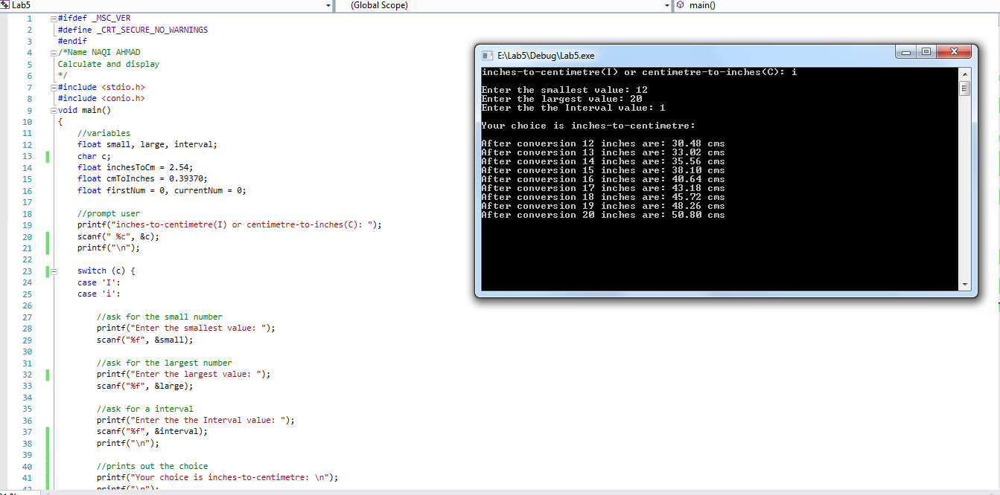 Lab5
(Global Scope)
main()
1 #ifdef _MSC_VER
2 #define _CRT_SECURE_NO_WARNINGS
3 #endif
4 /*Name NAQI AHMAD
5 Calculate and display
6 */
7 #include <stdio.h>
8 #include <conio.h>
9 void main()
10 {
11 //variables
12 float small, large, interval;
13 char c;
14 float inchesToCm = 2.54;
15 float cmToInches = 0.39370;
16 float firstNum = 0, currentNum = 0;
17
18 //prompt user
19 printf("inches-to-centimetre(I) or centimetre-to-inches(C): ");
20 scanf(" %c", &c);
21 printf("\n");
22
23 switch (c) {
24 case 'I':
25 case 'i':
26
27 //ask for the small number
28 printf("Enter the smallest value: ");
29 scanf("%f", &small);
30
31 //ask for the largest number
32 printf("Enter the largest value: ");
33 scanf("%f", &large);
34
35 //ask for a interval
36 printf("Enter the the Interval value: ");
37 scanf("%f", &interval);
38 printf("\n");
39
40 //prints out the choice
41 printf("Your choice is inches-to-centimetre: \n");
42 printf("\n");
E:\Lab5\Debug\Lab5.exe
inches-to-centimetre(I) or centimetre-to-inches(C): i
Enter the smallest value: 12
Enter the largest value: 20
Enter the the Interval value: 1
Your choice is inches-to-centimetre:
After conversion 12 inches are: 30.48 cms
After conversion 13 inches are: 33.02 cms
After conversion 14 inches are: 35.56 cms
After conversion 15 inches are: 38.10 cms
After conversion 16 inches are: 40.64 cms
After conversion 17 inches are: 43.18 cms
After conversion 18 inches are: 45.72 cms
After conversion 19 inches are: 48.26 cms
After conversion 20 inches are: 50.80 cms